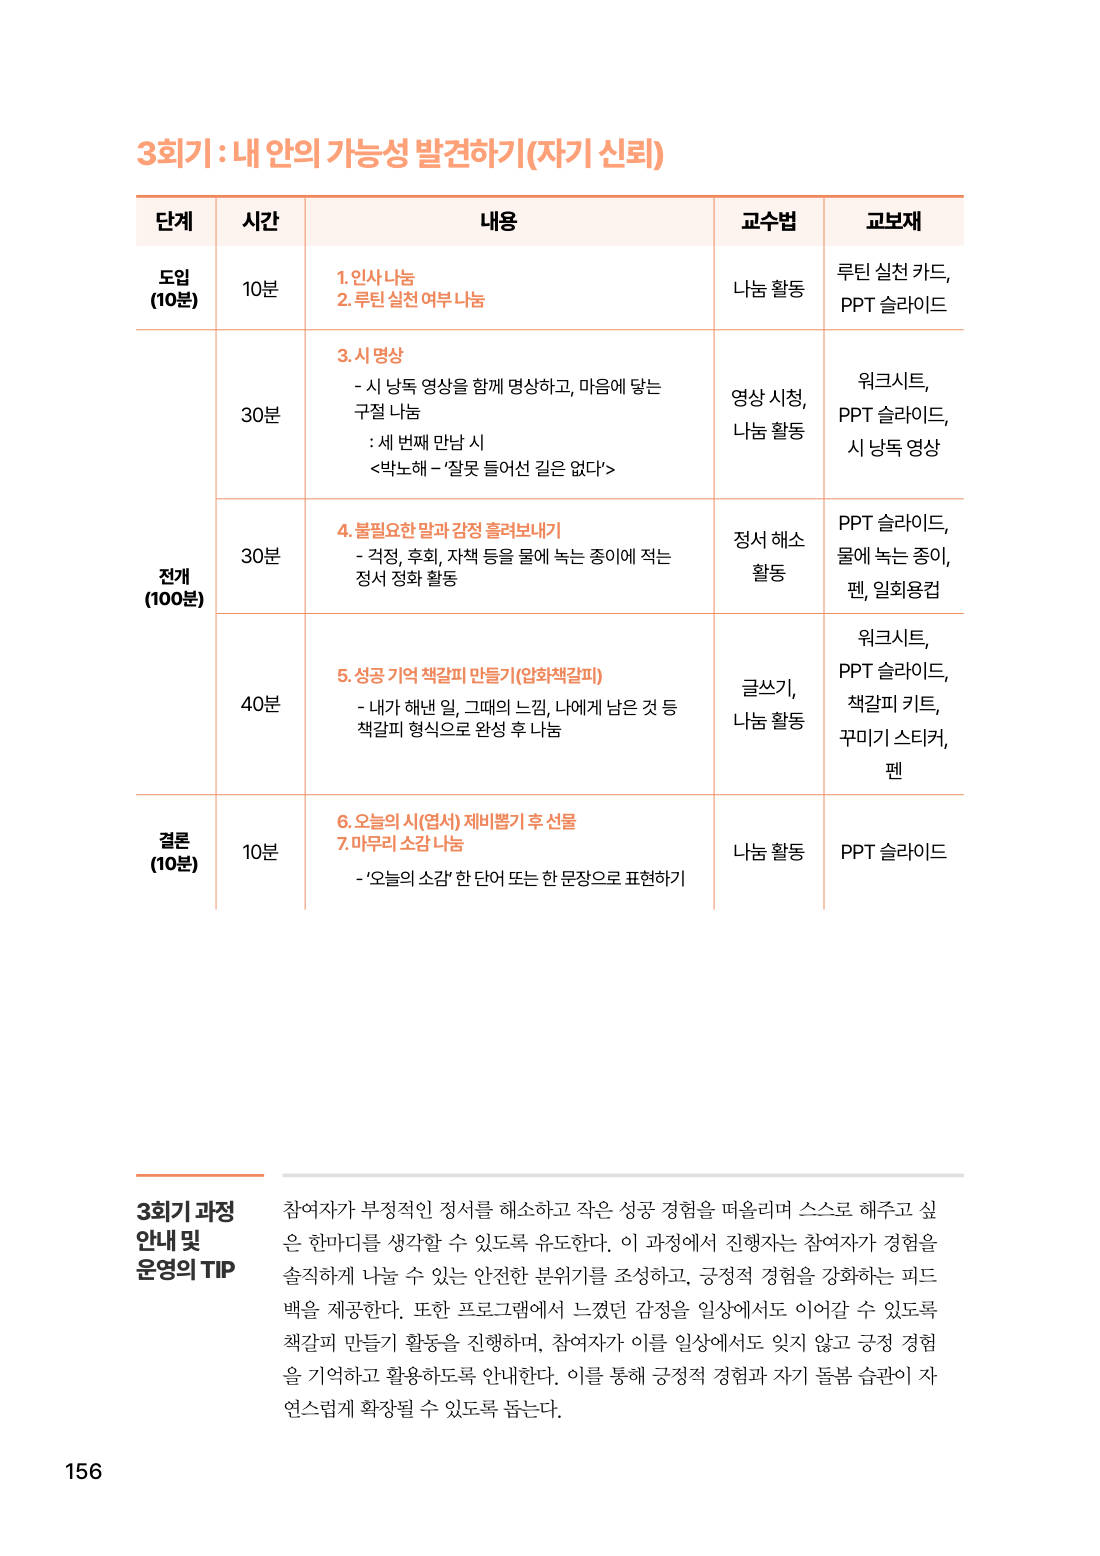 3회기 : 내 안의 가능성 발견하기(자기 신뢰)
단계
시간
내용
교수법
교보재
도입
(10분)
10분
1. 인사 나눔
2. 루틴 실천 여부 나눔
나눔 활동
루틴 실천 카드,
PPT 슬라이드
전개
(100분)
30분
3. 시 명상
- 시 낭독 영상을 함께 명상하고, 마음에 닿는
구절 나눔
: 세 번째 만남 시
<박노해 – ‘잘못 들어선 길은 없다’>
영상 시청,
나눔 활동
워크시트,
PPT 슬라이드,
시 낭독 영상
30분
4. 불필요한 말과 감정 흘려보내기
- 걱정, 후회, 자책 등을 물에 녹는 종이에 적는
정서 정화 활동
정서 해소
활동
PPT 슬라이드,
물에 녹는 종이,
펜, 일회용컵
40분
5. 성공 기억 책갈피 만들기(압화책갈피)
- 내가 해낸 일, 그때의 느낌, 나에게 남은 것 등
책갈피 형식으로 완성 후 나눔
글쓰기,
나눔 활동
워크시트,
PPT 슬라이드,
책갈피 키트,
꾸미기 스티커,
펜
결론
(10분)
10분
6. 오늘의 시(엽서) 제비뽑기 후 선물
7. 마무리 소감 나눔
- ‘오늘의 소감’ 한 단어 또는 한 문장으로 표현하기
나눔 활동
PPT 슬라이드
3회기 과정
안내 및
운영의 TIP
참여자가 부정적인 정서를 해소하고 작은 성공 경험을 떠올리며 스스로 해주고 싶
은 한마디를 생각할 수 있도록 유도한다. 이 과정에서 진행자는 참여자가 경험을
솔직하게 나눌 수 있는 안전한 분위기를 조성하고, 긍정적 경험을 강화하는 피드
백을 제공한다. 또한 프로그램에서 느꼈던 감정을 일상에서도 이어갈 수 있도록
책갈피 만들기 활동을 진행하며, 참여자가 이를 일상에서도 잊지 않고 긍정 경험
을 기억하고 활용하도록 안내한다. 이를 통해 긍정적 경험과 자기 돌봄 습관이 자
연스럽게 확장될 수 있도록 돕는다.
156